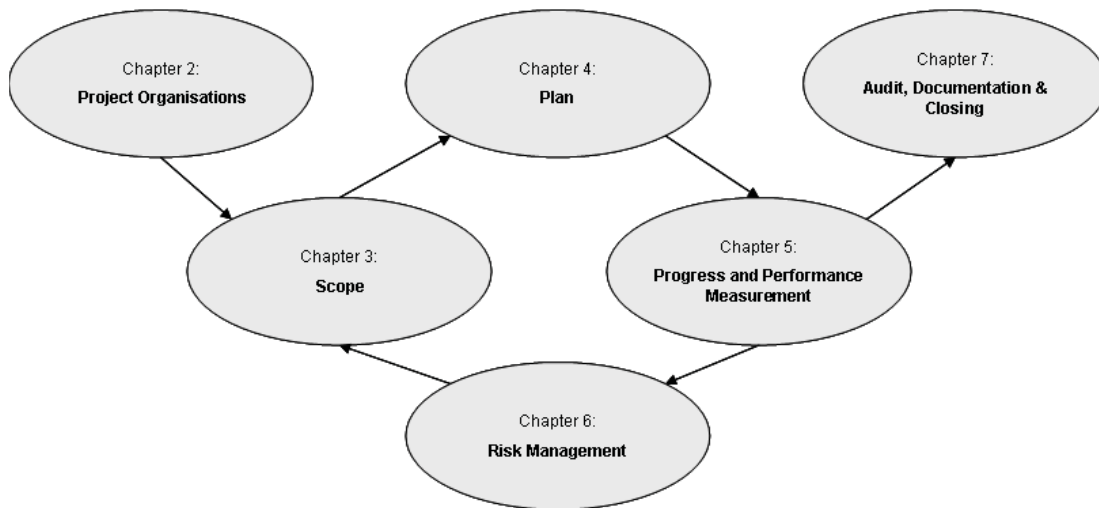 Chapter 2:
Project Organisations
Chapter 4:
Plan
Chapter 7:
Audit, Documentation &
Closing
Chapter 3:
Scope
Chapter 5:
Progress and Performance
Measurement
Chapter 6:
Risk Management